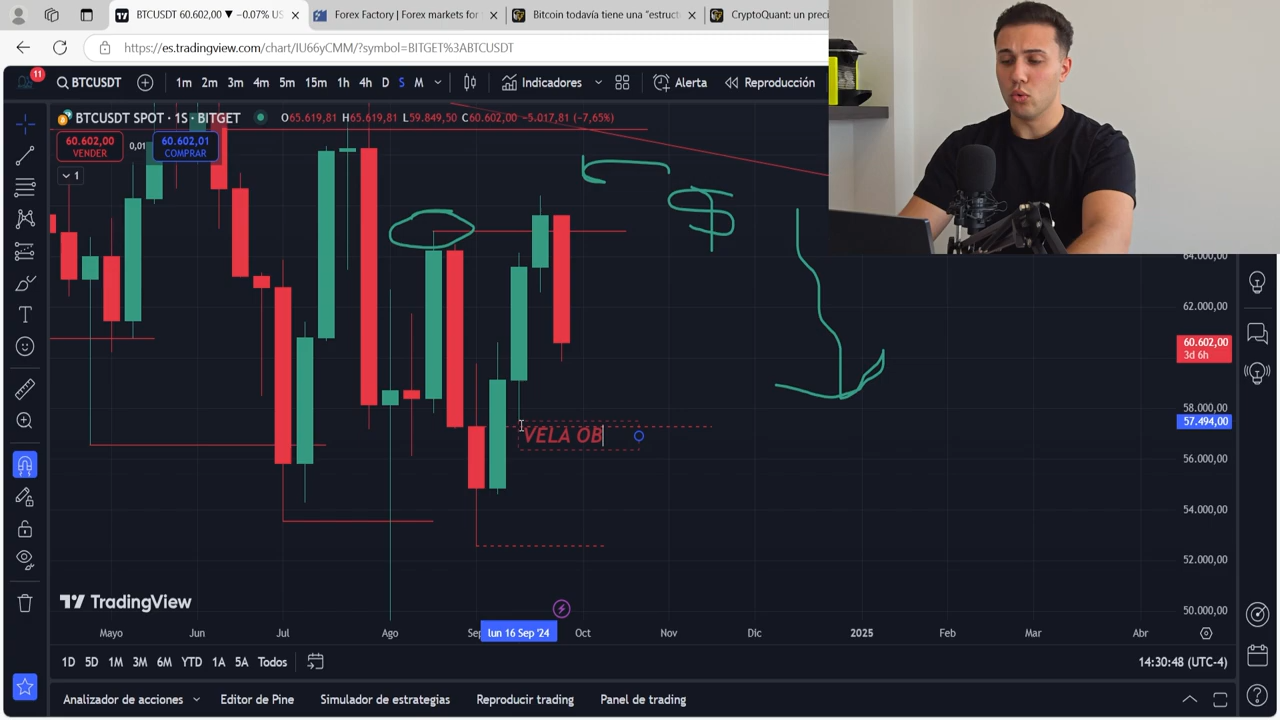 BTCUSDT 60.602,00 ▼ −0.07% US
Forex Factory | Forex markets for
Bitcoin todavía tiene una "estruct
CryptoQuant: un preci
https://es.tradingview.com/chart/IU66yCMM/?symbol=BITGET%3ABTCUSDT
11
BTCUSDT
1m 2m 3m 4m 5m 15m 1h D S M
Indicadores
Alerta
Reproducción
BTCUSDT SPOT · 1S · BITGET
O65.619,81 H65.619,81 L59.849,50 C60.602,00 −5.017,81 (−7,65%)
60.602,00
VENDER
0,01
60.602,01
COMPRAR
1
$
64.000,00
62.000,00
60.602,00
3d 6h
58.000,00
57.494,00
56.000,00
54.000,00
52.000,00
50.000,00
VELA OB
TradingView
Mayo Jun Jul Ago lun 16 Sep '24 Oct Nov Dic 2025 Feb Mar Abr
1D 5D 1M 3M 6M YTD 1A 5A Todos
14:30:48 (UTC-4)
Analizador de acciones Editor de Pine Simulador de estrategias Reproducir trading Panel de trading